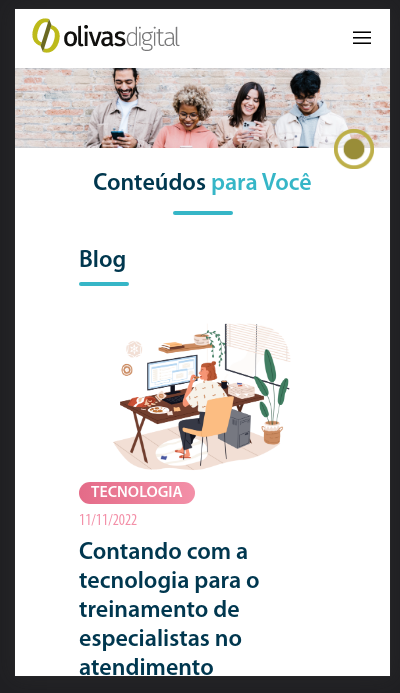 olivasdigital
Conteúdos para Você
Blog
TECNOLOGIA
11/11/2022
Contando com a
tecnologia para o
treinamento de
especialistas no
atendimento